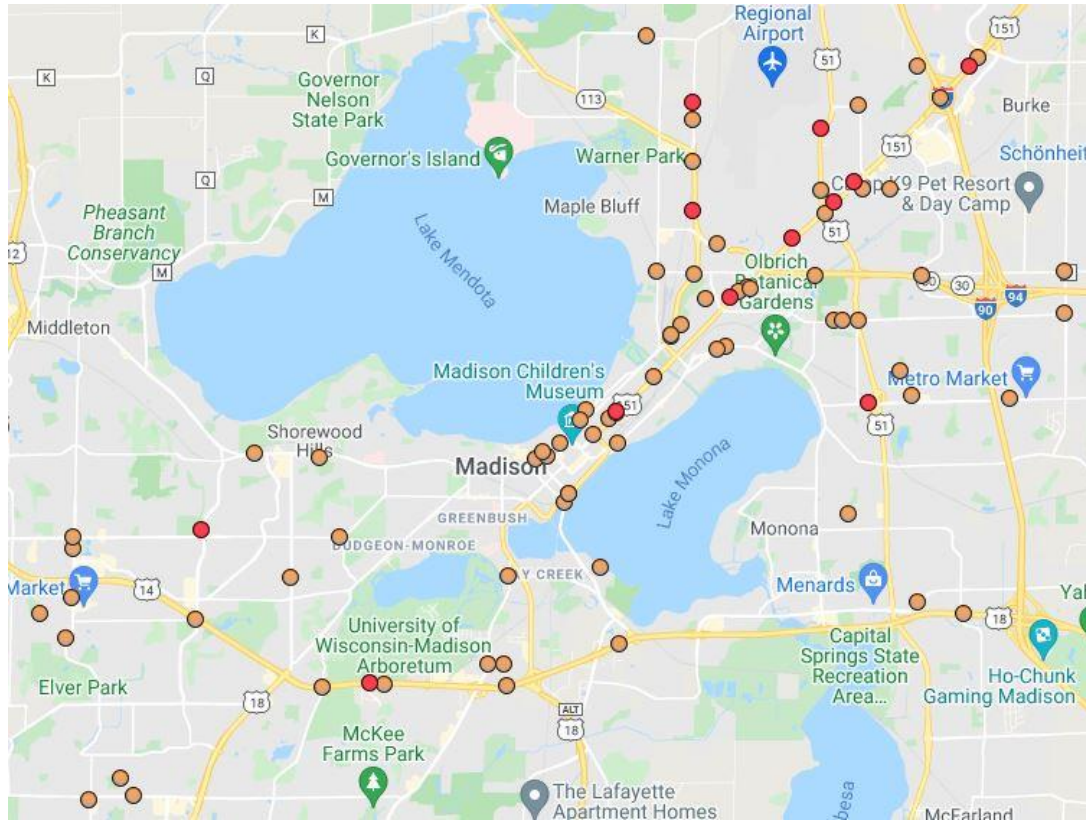 Regional
Airport
151
K
51
K
Q
Governor
Nelson
State Park
113
Burke
151
Governor's Island
Warner Park
Schönheit
Q
K9 Pet Resort
& Day Camp
M
Maple Bluff
Pheasant
Branch
Conservancy
Lake Mendota
51
12
M
Olbrich
Botanical
Gardens
30
30
94
90
Middleton
Madison Children's
Museum
Metro Market
151
51
Shorewood
Hills
Madison
Lake Monona
GREENBUSH
Monona
DUDGEON-MONROE
Market
14
Y CREEK
Menards
Yah
18
University of
Wisconsin-Madison
Arboretum
Capital
Springs State
Recreation
Area...
Ho-Chunk
Gaming Madison
Elver Park
18
ALT
18
McKee
Farms Park
The Lafayette
Apartment Homes
besa
McFarland